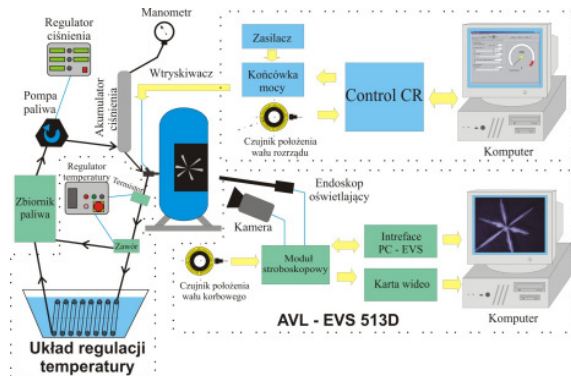 Manometr
Regulator
ciśnienia
Zasilacz
Wtryskiwacz
Końcówka
mocy
Control CR
Pompa
paliwa
Akumulator
ciśnienia
Czujnik położenia
wału rozrządu
Komputer
Regulator
temperatury
Termistor
Zbiornik
paliwa
Zawór
Endoskop
oświetlający
Kamera
Moduł
stroboskopowy
Intreface
PC - EVS
Karta wideo
Czujnik położenia
wału korbowego
Komputer
AVL - EVS 513D
Układ regulacji
temperatury